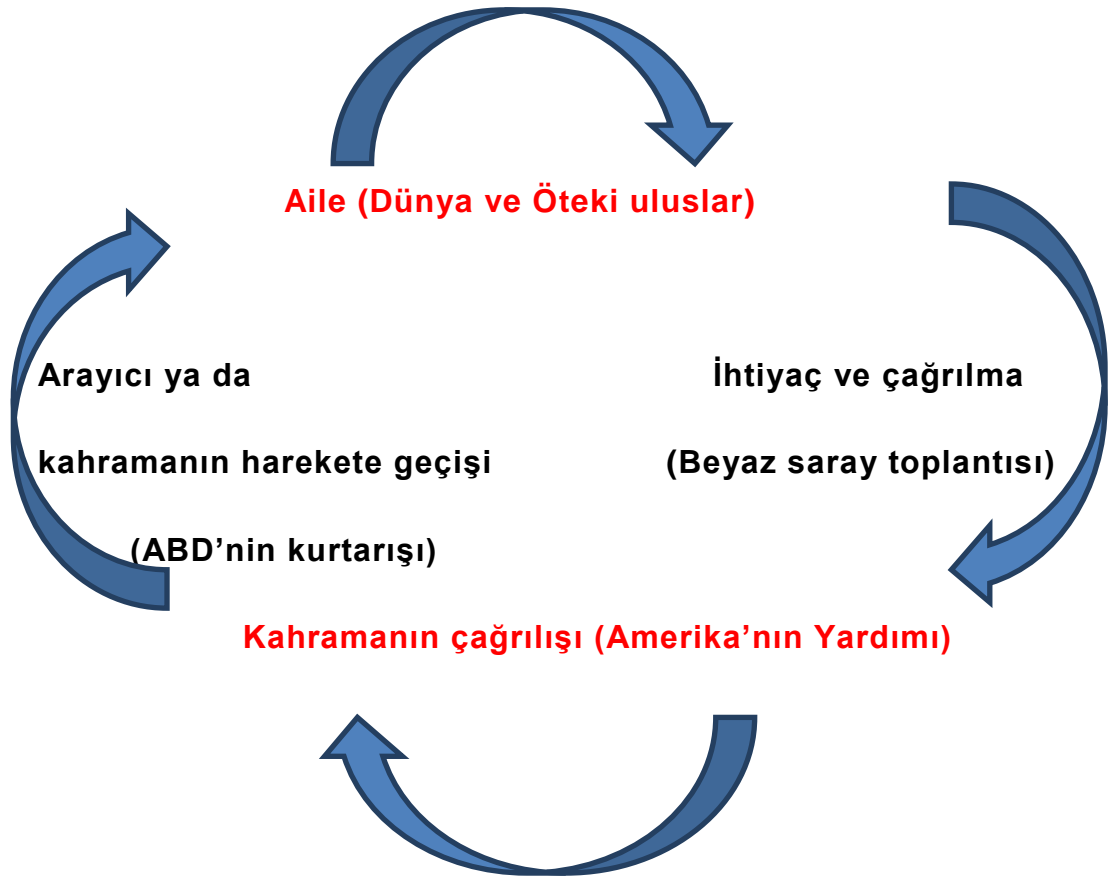 Aile (Dünya ve Öteki uluslar)
Arayıcı ya da
kahramanın harekete geçişi
(ABD’nin kurtarışı)
İhtiyaç ve çağrılma
(Beyaz saray toplantısı)
Kahramanın çağrılışı (Amerika’nın Yardımı)